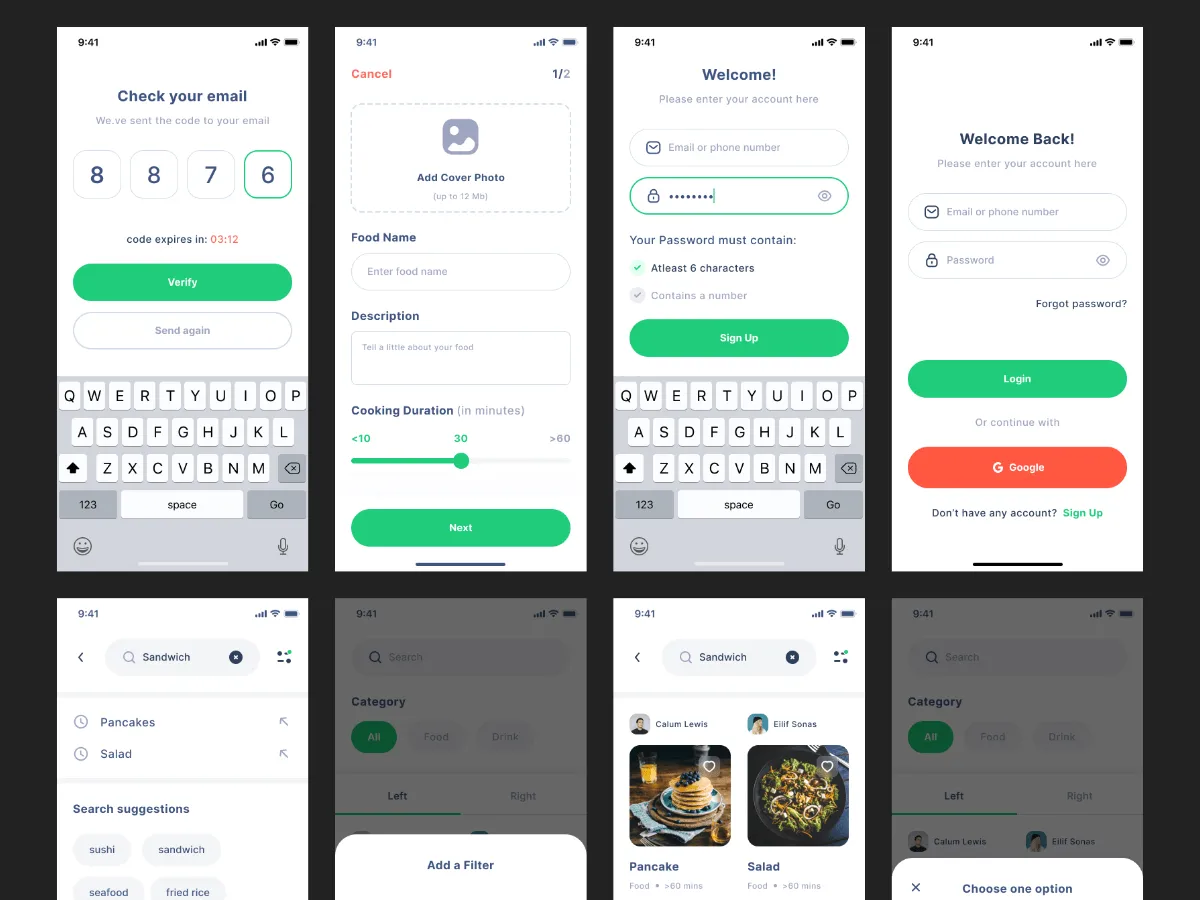 9:41
Check your email
We.ve sent the code to your email
8 8 7 6
code expires in: 03:12
Verify
Send again
Q W E R T Y U I O P
A S D F G H J K L
Z X C V B N M
123 space Go
9:41
Cancel 1/2
Add Cover Photo
(up to 12 Mb)
Food Name
Enter food name
Description
Tell a little about your food
Cooking Duration (in minutes)
<10 30 >60
Next
9:41
Welcome!
Please enter your account here
Email or phone number
Your Password must contain:
Atleast 6 characters
Contains a number
Sign Up
Q W E R T Y U I O P
A S D F G H J K L
Z X C V B N M
123 space Go
9:41
Welcome Back!
Please enter your account here
Email or phone number
Password
Forgot password?
Login
Or continue with
G Google
Don't have any account? Sign Up
9:41
Sandwich
Pancakes
Salad
Search suggestions
sushi sandwich
seafood fried rice
9:41
Search
Category
All Food Drink
Left Right
Add a Filter
9:41
Sandwich
Calum Lewis Eilif Sonas
Pancake Salad
Food • >60 mins Food • >60 mins
9:41
Search
Category
All Food Drink
Left Right
Calum Lewis Eilif Sonas
Choose one option